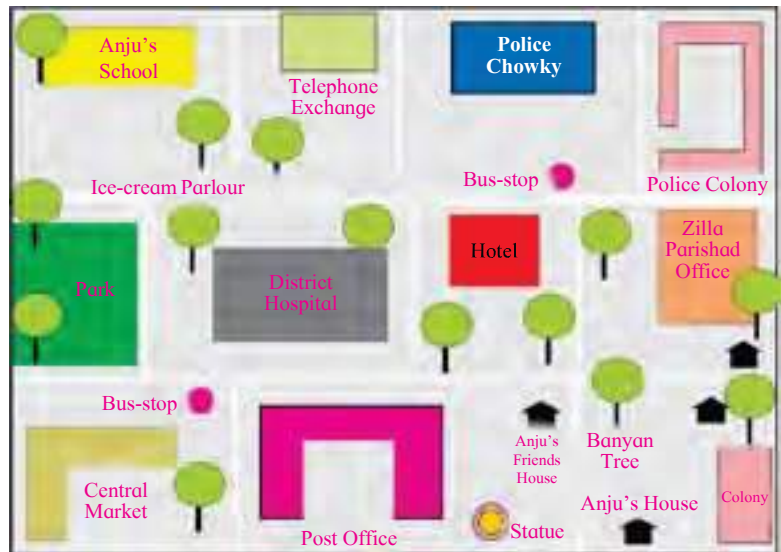 Anju's
School
Telephone
Exchange
Police
Chowky
Ice-cream Parlour
Bus-stop
Police Colony
Park
District
Hospital
Hotel
Zilla
Parishad
Office
Bus-stop
Central
Market
Post Office
Anju's
Friends
House
Statue
Banyan
Tree
Anju's House
Colony